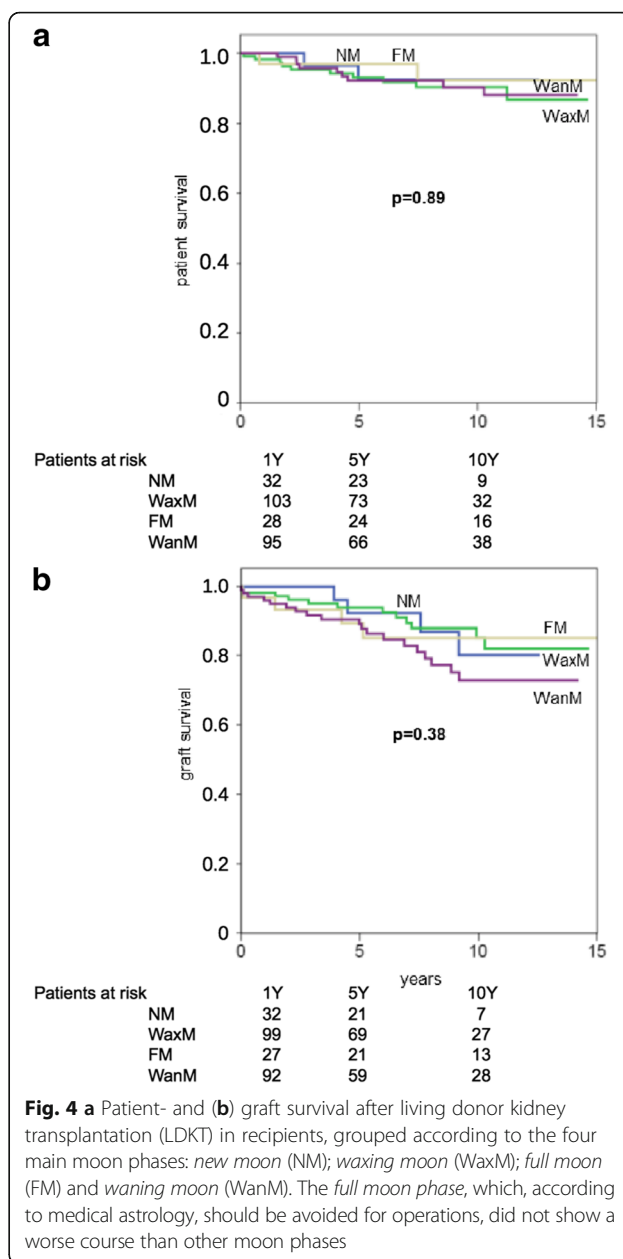 a
1.0
NM FM
WanM
WaxM
0.8
0.6
p=0.89
patient survival
0.4
0.2
0
0 5 10 15
Patients at risk 1Y 5Y 10Y
NM 32 23 9
WaxM 103 73 32
FM 28 24 16
WanM 95 66 38
b
1.0
NM
FM
WaxM
0.8
WanM
p=0.38
graft survival
0.6
0.4
0.2
0
0 5 10 15
years
Patients at risk 1Y 5Y 10Y
NM 32 21 7
WaxM 99 69 27
FM 27 21 13
WanM 92 59 28
Fig. 4 a Patient- and (b) graft survival after living donor kidney
transplantation (LDKT) in recipients, grouped according to the four
main moon phases: new moon (NM); waxing moon (WaxM); full moon
(FM) and waning moon (WanM). The full moon phase, which, according
to medical astrology, should be avoided for operations, did not show a
worse course than other moon phases